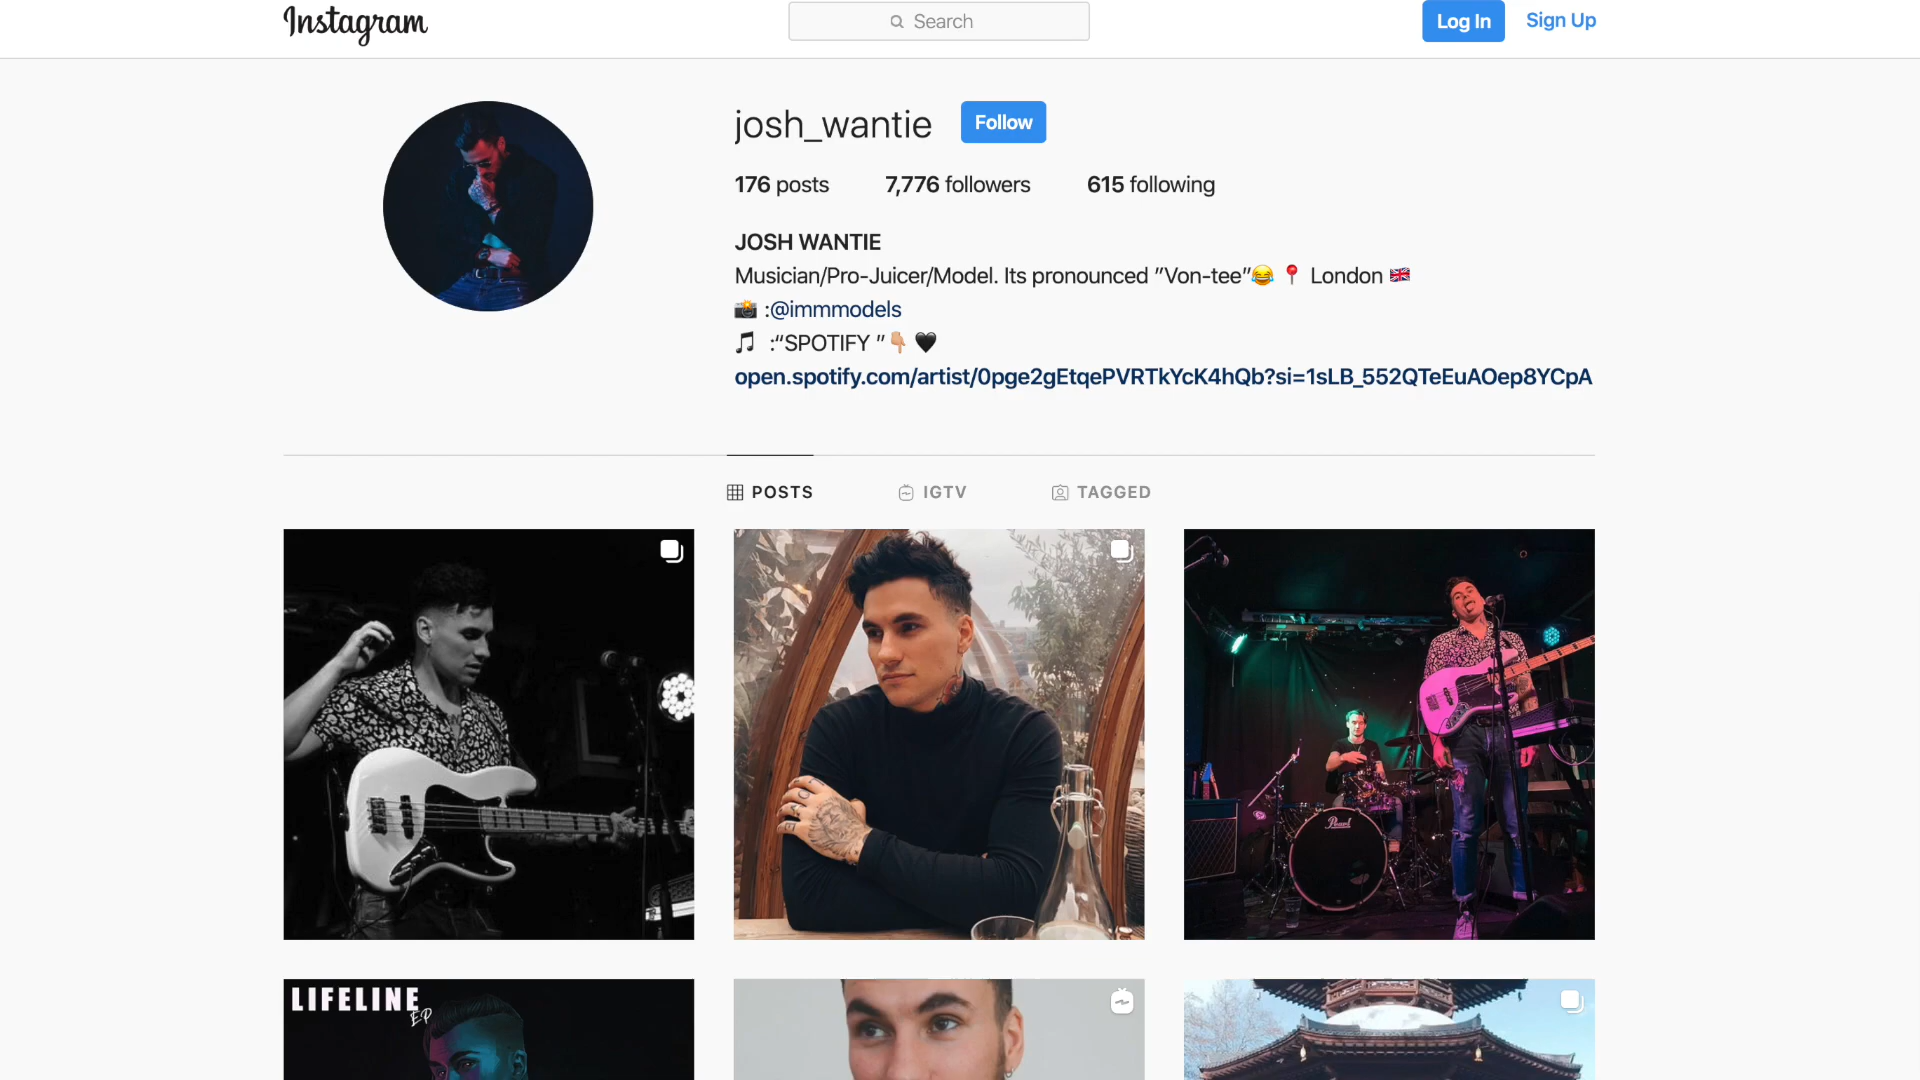 Instagram
Search
Log In
Sign Up
josh_wantie
Follow
176 posts
7,776 followers
615 following
JOSH WANTIE
Musician/Pro-Juicer/Model. Its pronounced ”Von-tee”😂📍 London 🇬🇧
📸 :@immmodels
🎵 :“SPOTIFY ”👇🏼🖤
open.spotify.com/artist/0pge2gEtqePVRTkYcK4hQb?si=1sLB_552QTeEuAOep8YCpA
POSTS
IGTV
TAGGED
Pearl
LIFELINE
EP